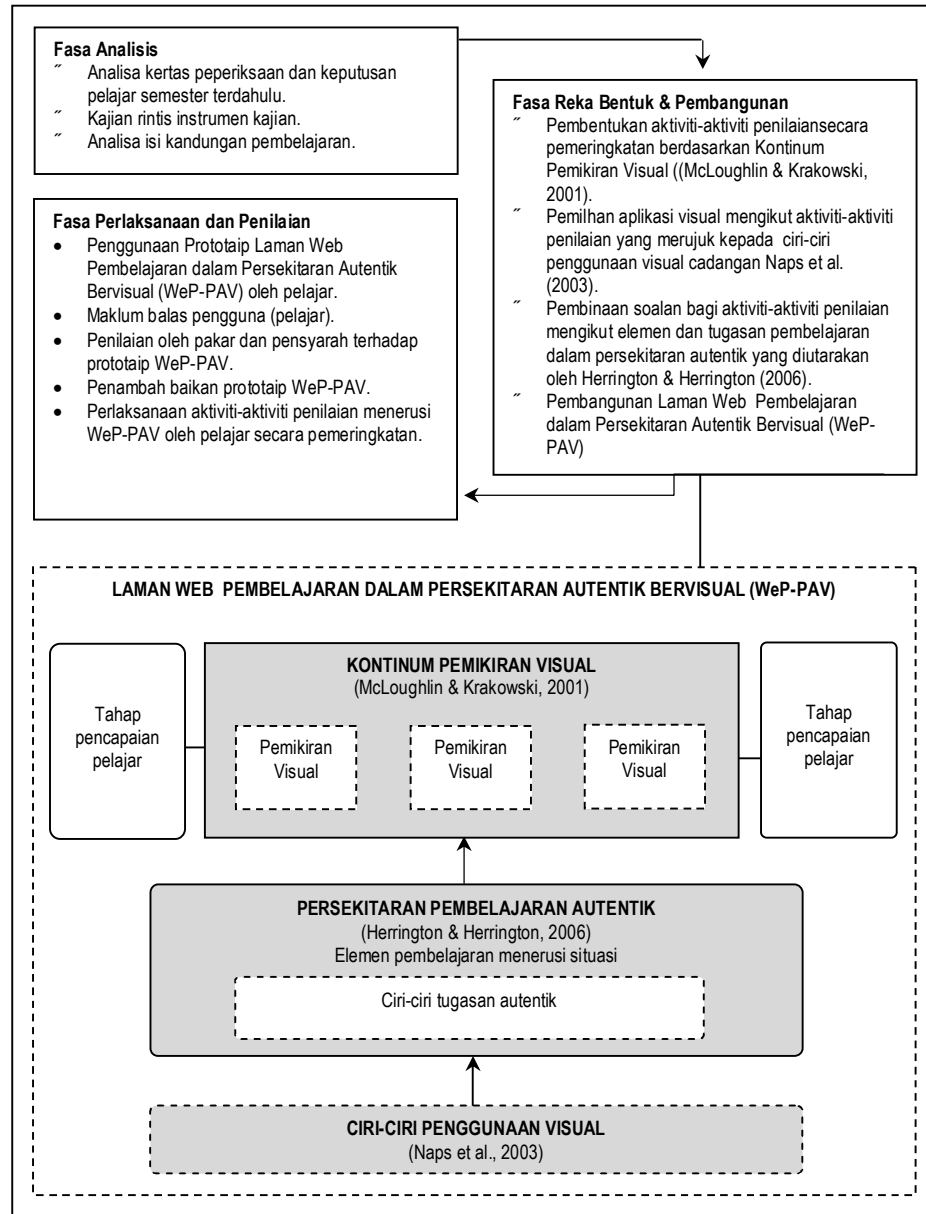 Fasa Analisis
˝ Analisa kertas peperiksaan dan keputusan
pelajar semester terdahulu.
˝ Kajian rintis instrumen kajian.
˝ Analisa isi kandungan pembelajaran.
Fasa Reka Bentuk & Pembangunan
˝ Pembentukan aktiviti-aktiviti penilaiansecara
pemeringkatan berdasarkan Kontinum
Pemikiran Visual ((McLoughlin & Krakowski,
2001).
˝ Pemilhan aplikasi visual mengikut aktiviti-aktiviti
penilaian yang merujuk kepada ciri-ciri
penggunaan visual cadangan Naps et al.
(2003).
˝ Pembinaan soalan bagi aktiviti-aktiviti penilaian
mengikut elemen dan tugasan pembelajaran
dalam persekitaran autentik yang diutarakan
oleh Herrington & Herrington (2006).
˝ Pembangunan Laman Web Pembelajaran
dalam Persekitaran Autentik Bervisual (WeP-
PAV)
Fasa Perlaksanaan dan Penilaian
• Penggunaan Prototaip Laman Web
Pembelajaran dalam Persekitaran Autentik
Bervisual (WeP-PAV) oleh pelajar.
• Maklum balas pengguna (pelajar).
• Penilaian oleh pakar dan pensyarah terhadap
prototaip WeP-PAV.
• Penambah baikan prototaip WeP-PAV.
• Perlaksanaan aktiviti-aktiviti penilaian menerusi
WeP-PAV oleh pelajar secara pemeringkatan.
LAMAN WEB PEMBELAJARAN DALAM PERSEKITARAN AUTENTIK BERVISUAL (WeP-PAV)
Tahap
pencapaian
pelajar
KONTINUM PEMIKIRAN VISUAL
(McLoughlin & Krakowski, 2001)
Pemikiran
Visual
Pemikiran
Visual
Pemikiran
Visual
Tahap
pencapaian
pelajar
PERSEKITARAN PEMBELAJARAN AUTENTIK
(Herrington & Herrington, 2006)
Elemen pembelajaran menerusi situasi
Ciri-ciri tugasan autentik
CIRI-CIRI PENGGUNAAN VISUAL
(Naps et al., 2003)